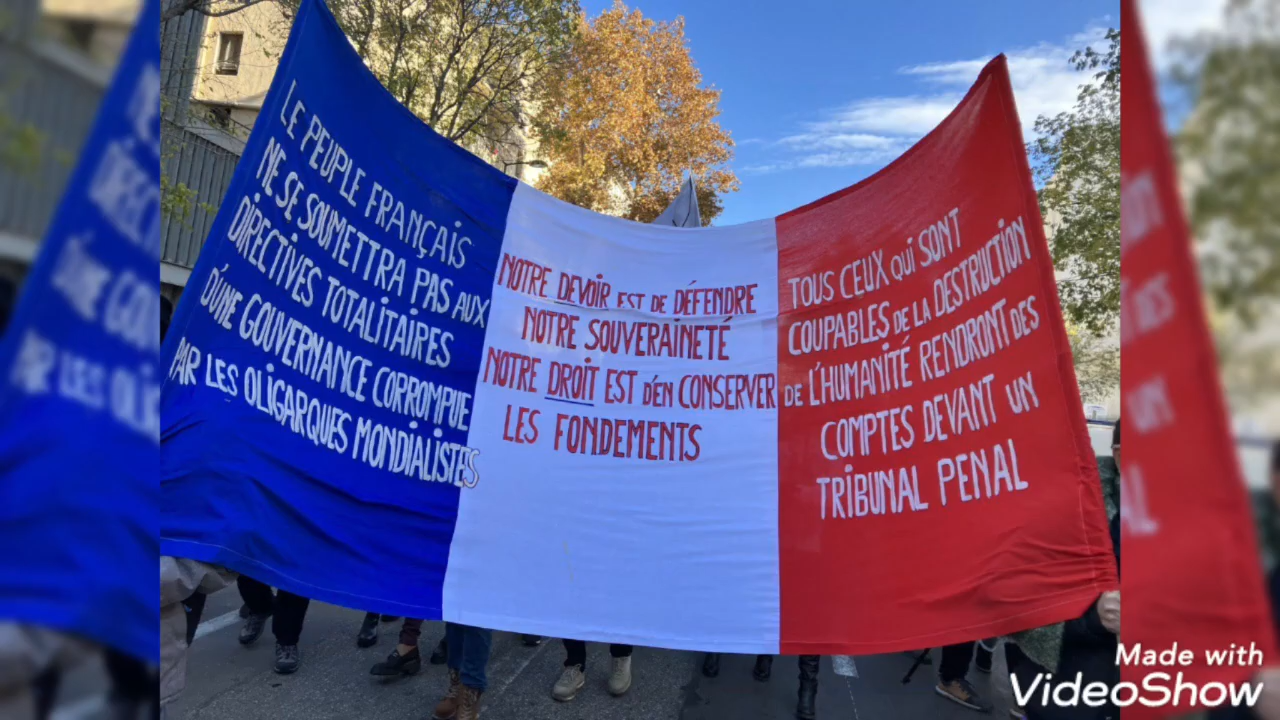 LE PEUPLE FRANÇAIS
NE SE SOUMETTRA PAS AUX
DIRECTIVES TOTALITAIRES
D'UNE GOUVERNANCE CORROMPUE
PAR LES OLIGARQUES MONDIALISTES
NOTRE DEVOIR EST DE DÉFENDRE
NOTRE SOUVERAINETÉ
NOTRE DROIT EST D'EN CONSERVER
LES FONDEMENTS
TOUS CEUX qui SONT
COUPABLES DE LA DESTRUCTION
DE L'HUMANITÉ RENDRONT DES
COMPTES DEVANT UN
TRIBUNAL PENAL
Made with
VideoShow